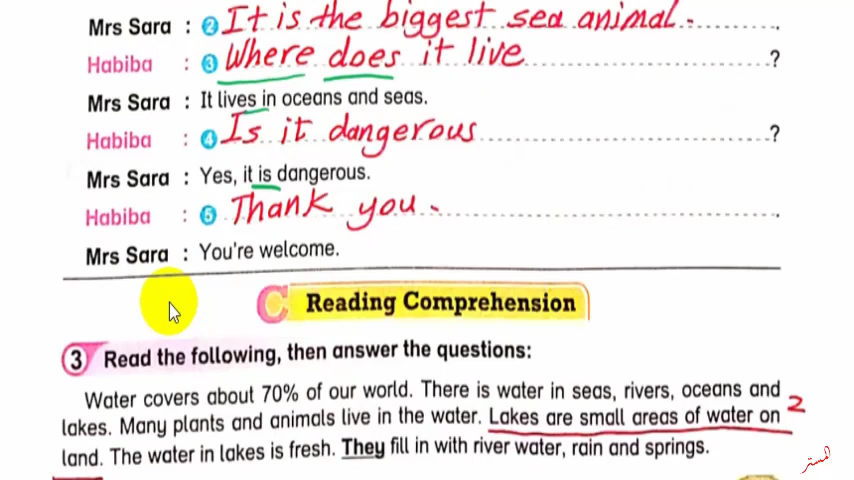 Mrs Sara : 2 It is the biggest sea animal.
Habiba : 3 Where does it live ?
Mrs Sara : It lives in oceans and seas.
Habiba : 4 Is it dangerous ?
Mrs Sara : Yes, it is dangerous.
Habiba : 5 Thank you.
Mrs Sara : You're welcome.
C Reading Comprehension
3 Read the following, then answer the questions:
Water covers about 70% of our world. There is water in seas, rivers, oceans and
lakes. Many plants and animals live in the water. Lakes are small areas of water on 2
land. The water in lakes is fresh. They fill in with river water, rain and springs.
المستر